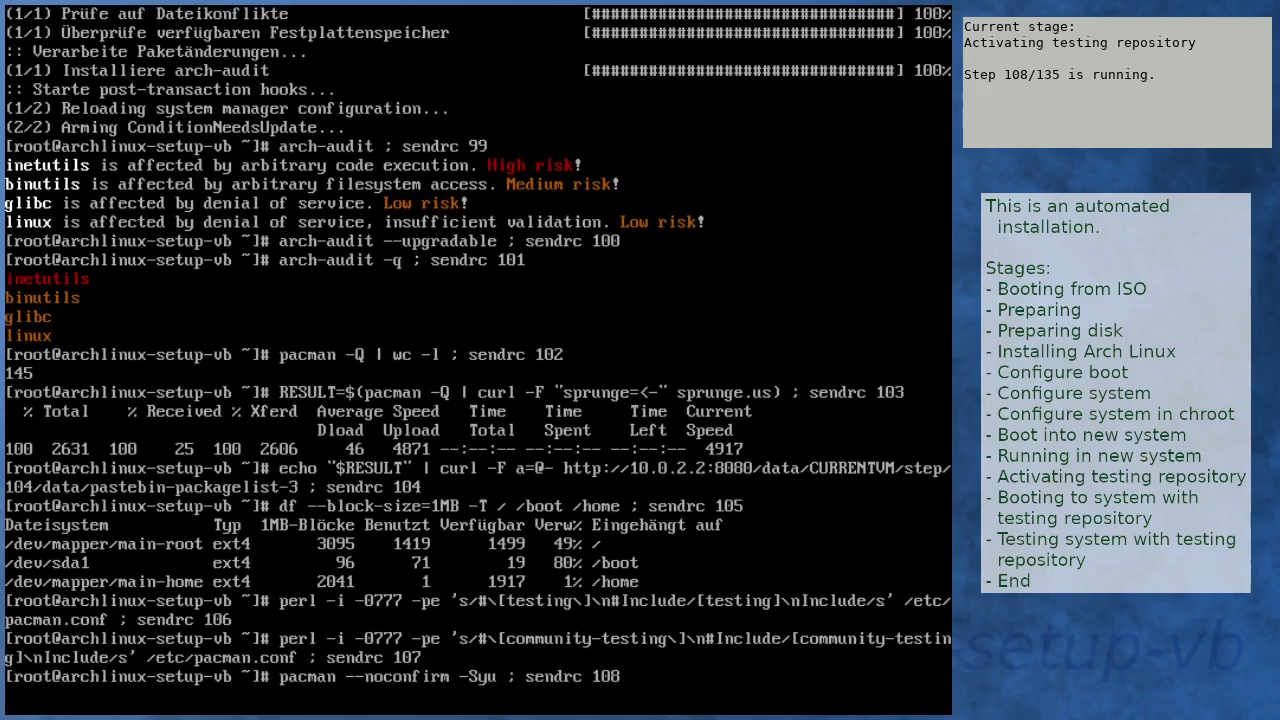 (1/1) Prüfe auf Dateikonflikte [################################] 100%
(1/1) Überprüfe verfügbaren Festplattenspeicher [################################] 100%
:: Verarbeite Paketänderungen...
(1/1) Installiere arch-audit [################################] 100%
:: Starte post-transaction hooks...
(1/2) Reloading system manager configuration...
(2/2) Arming ConditionNeedsUpdate...
[root@archlinux-setup-vb ~]# arch-audit ; sendrc 99
inetutils is affected by arbitrary code execution. High risk!
binutils is affected by arbitrary filesystem access. Medium risk!
glibc is affected by denial of service. Low risk!
linux is affected by denial of service, insufficient validation. Low risk!
[root@archlinux-setup-vb ~]# arch-audit --upgradable ; sendrc 100
[root@archlinux-setup-vb ~]# arch-audit -q ; sendrc 101
inetutils
binutils
glibc
linux
[root@archlinux-setup-vb ~]# pacman -Q | wc -l ; sendrc 102
145
[root@archlinux-setup-vb ~]# RESULT=$(pacman -Q | curl -F "sprunge=<-" sprunge.us) ; sendrc 103
% Total % Received % Xferd Average Speed Time Time Time Current
Dload Upload Total Spent Left Speed
100 2631 100 25 100 2606 46 4871 --:--:-- --:--:-- --:--:-- 4917
[root@archlinux-setup-vb ~]# echo "$RESULT" | curl -F a=@- http://10.0.2.2:8080/data/CURRENTVM/step/
104/data/pastebin-packagelist-3 ; sendrc 104
[root@archlinux-setup-vb ~]# df --block-size=1MB -T / /boot /home ; sendrc 105
Dateisystem Typ 1MB-Blöcke Benutzt Verfügbar Verw% Eingehängt auf
/dev/mapper/main-root ext4 3095 1419 1499 49% /
/dev/sda1 ext4 96 71 19 80% /boot
/dev/mapper/main-home ext4 2041 1 1917 1% /home
[root@archlinux-setup-vb ~]# perl -i -0777 -pe 's/#\[testing\]\n#Include/[testing]\nInclude/s' /etc/
pacman.conf ; sendrc 106
[root@archlinux-setup-vb ~]# perl -i -0777 -pe 's/#\[community-testing\]\n#Include/[community-testin
g]\nInclude/s' /etc/pacman.conf ; sendrc 107
[root@archlinux-setup-vb ~]# pacman --noconfirm -Syu ; sendrc 108
Current stage:
Activating testing repository
Step 108/135 is running.
This is an automated
installation.
Stages:
- Booting from ISO
- Preparing
- Preparing disk
- Installing Arch Linux
- Configure boot
- Configure system
- Configure system in chroot
- Boot into new system
- Running in new system
- Activating testing repository
- Booting to system with
testing repository
- Testing system with testing
repository
- End
setup-vb